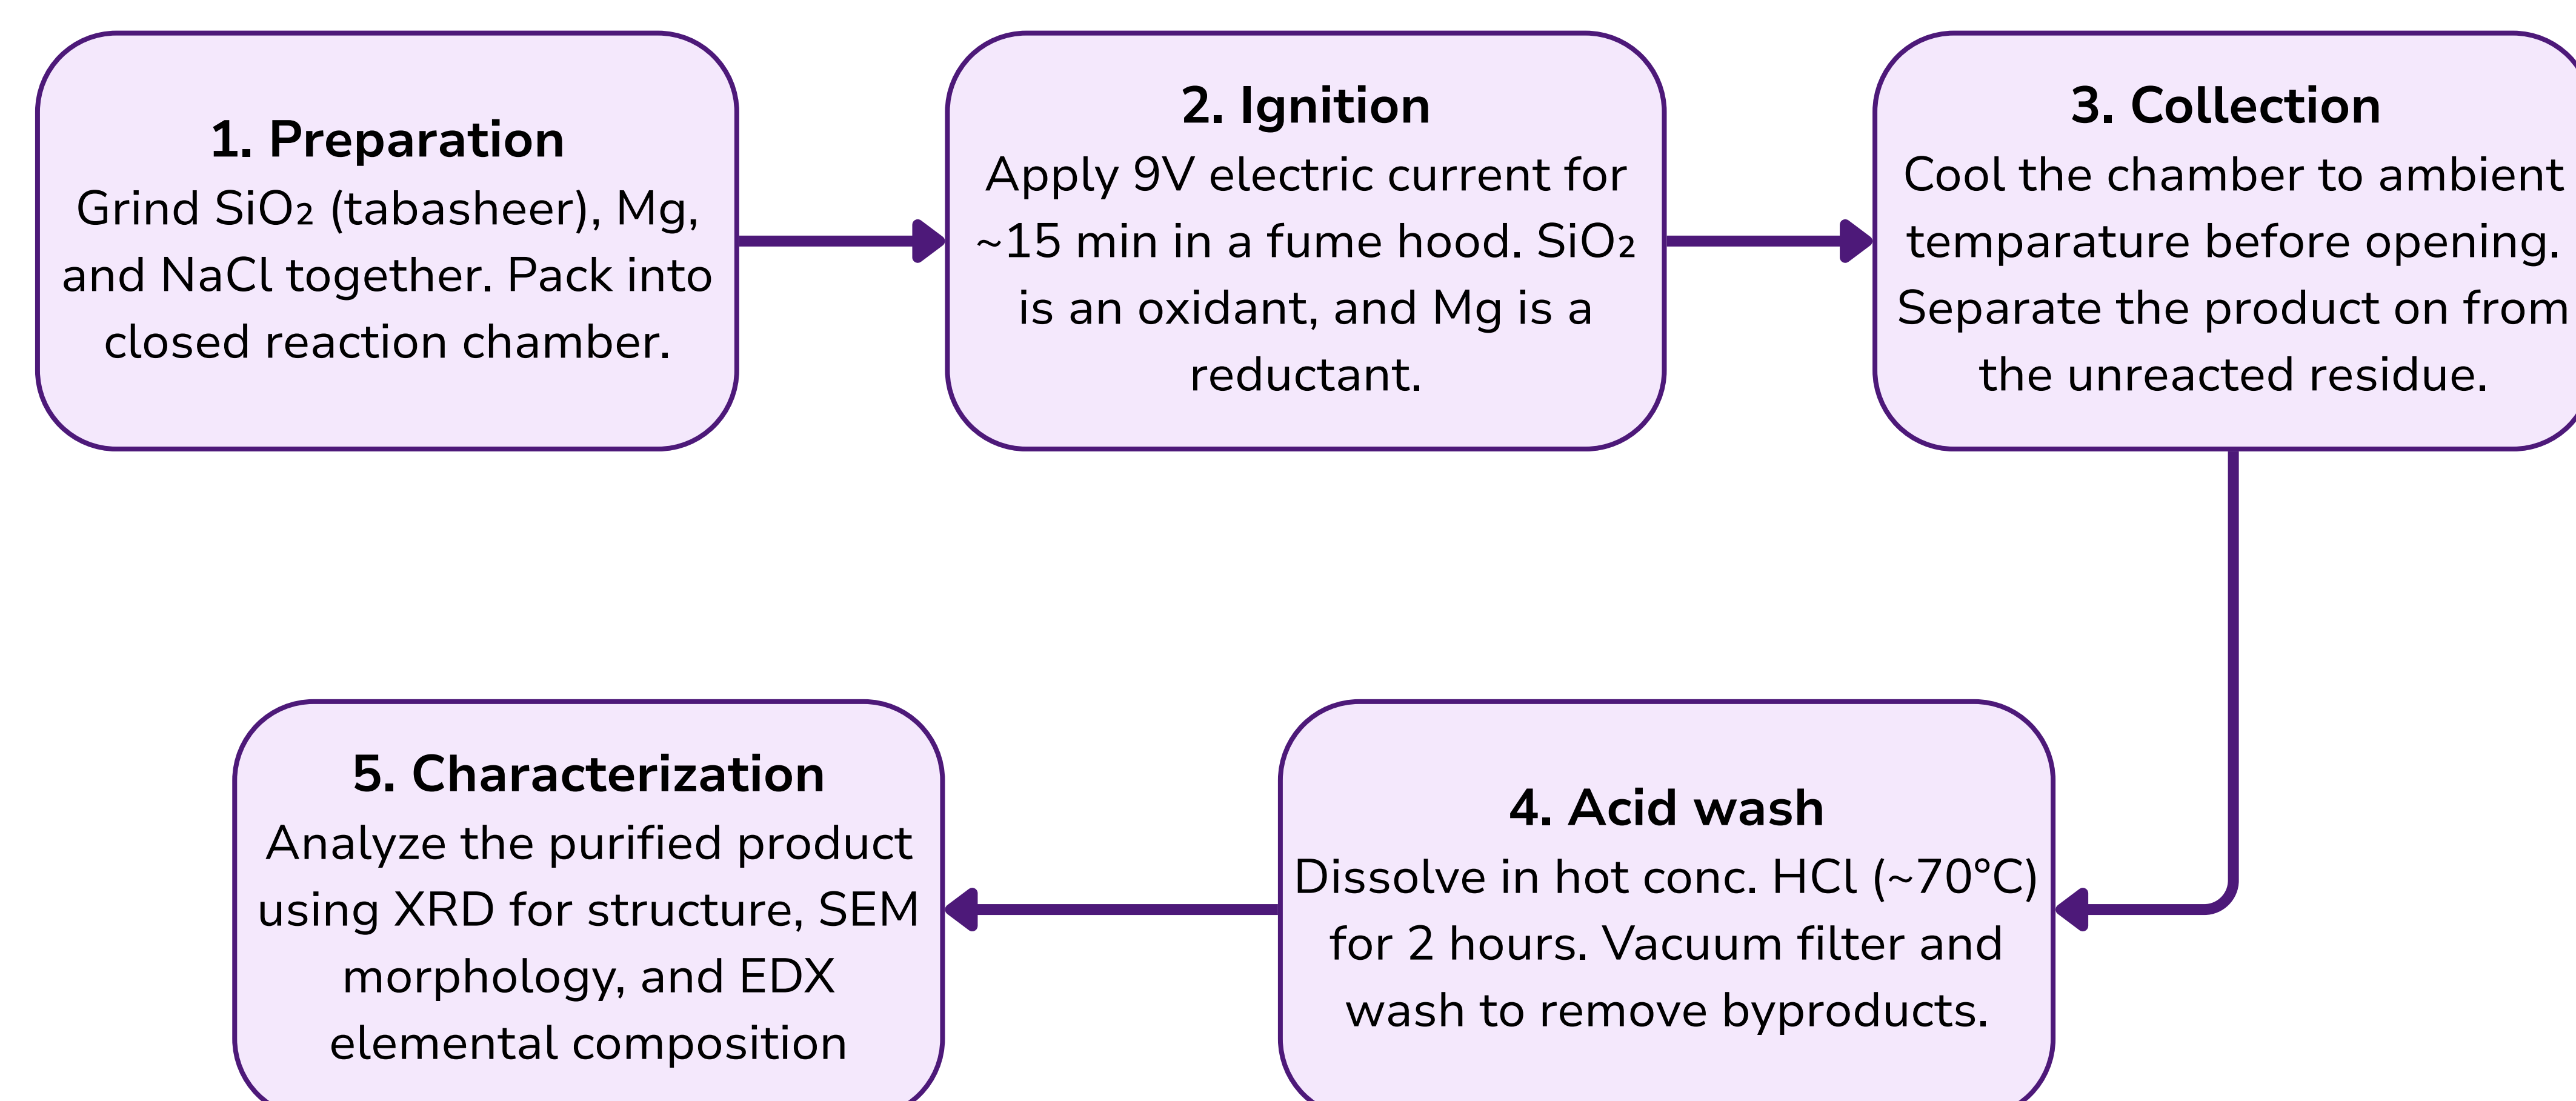 1. Preparation
Grind SiO₂ (tabasheer), Mg,
and NaCl together. Pack into
closed reaction chamber.
2. Ignition
Apply 9V electric current for
~15 min in a fume hood. SiO₂
is an oxidant, and Mg is a
reductant.
3. Collection
Cool the chamber to ambient
temparature before opening.
Separate the product on from
the unreacted residue.
4. Acid wash
Dissolve in hot conc. HCl (~70°C)
for 2 hours. Vacuum filter and
wash to remove byproducts.
5. Characterization
Analyze the purified product
using XRD for structure, SEM
morphology, and EDX
elemental composition